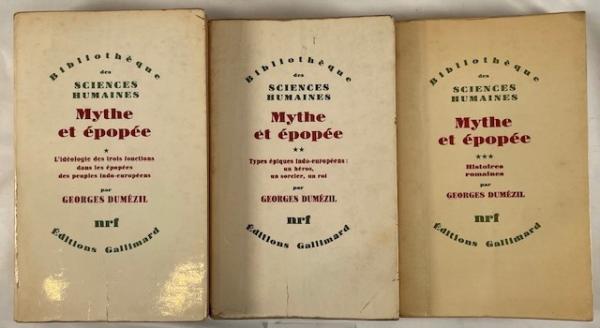 Bibliothèque
des
SCIENCES
HUMAINES
Mythe
et épopée
*
L'idéologie des trois fonctions
dans les épopées
des peuples indo-européens
par
GEORGES DUMÉZIL
nrf
Éditions Gallimard
Bibliothèque
des
SCIENCES
HUMAINES
Mythe
et épopée
**
Types épiques indo-européens :
un héros,
un sorcier, un roi
par
GEORGES DUMÉZIL
nrf
Éditions Gallimard
Bibliothèque
des
SCIENCES
HUMAINES
Mythe
et épopée
***
Histoires
romaines
par
GEORGES DUMÉZIL
nrf
Éditions Gallimard